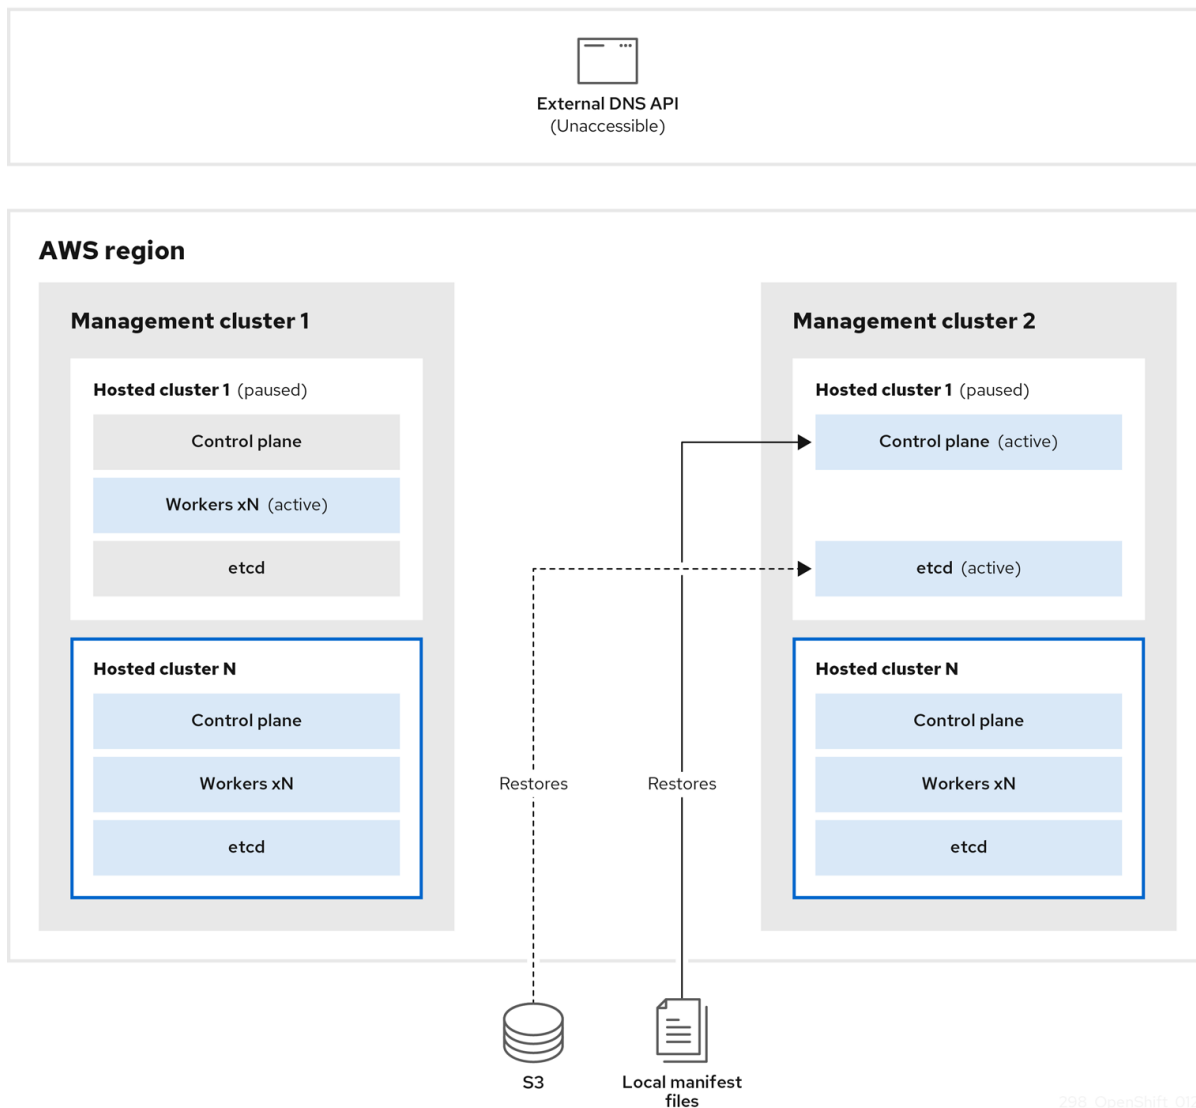 External DNS API
(Unaccessible)
AWS region
Management cluster 1
Hosted cluster 1 (paused)
Control plane
Workers xN (active)
etcd
Hosted cluster N
Control plane
Workers xN
etcd
Management cluster 2
Hosted cluster 1 (paused)
Control plane (active)
etcd (active)
Hosted cluster N
Control plane
Workers xN
etcd
Restores
Restores
S3
Local manifest
files
298_OpenShift_012